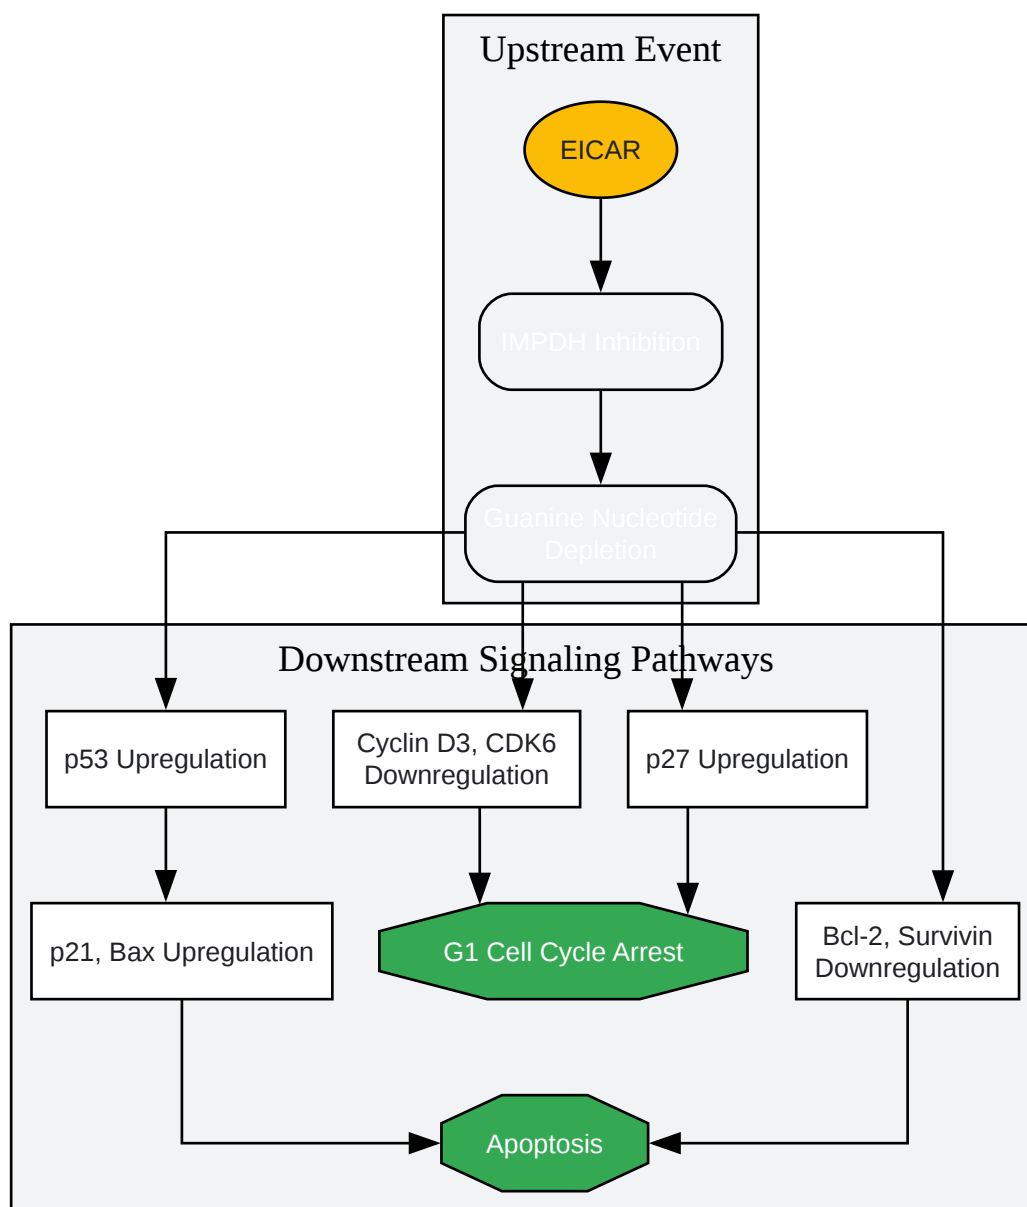 Upstream Event
EICAR
IMPDH Inhibition
Guanine Nucleotide
Depletion
Downstream Signaling Pathways
p53 Upregulation
Cyclin D3, CDK6
Downregulation
p27 Upregulation
p21, Bax Upregulation
G1 Cell Cycle Arrest
Bcl-2, Survivin
Downregulation
Apoptosis